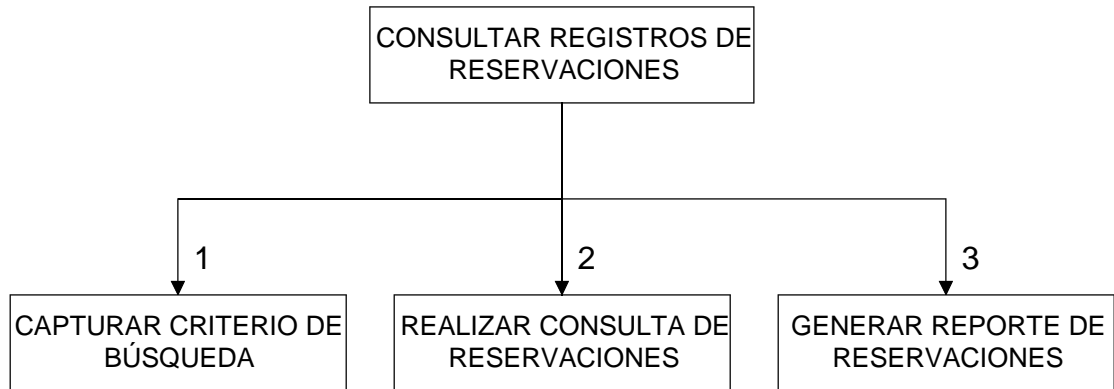 CONSULTAR REGISTROS DE
RESERVACIONES
1
2
3
CAPTURAR CRITERIO DE
BÚSQUEDA
REALIZAR CONSULTA DE
RESERVACIONES
GENERAR REPORTE DE
RESERVACIONES